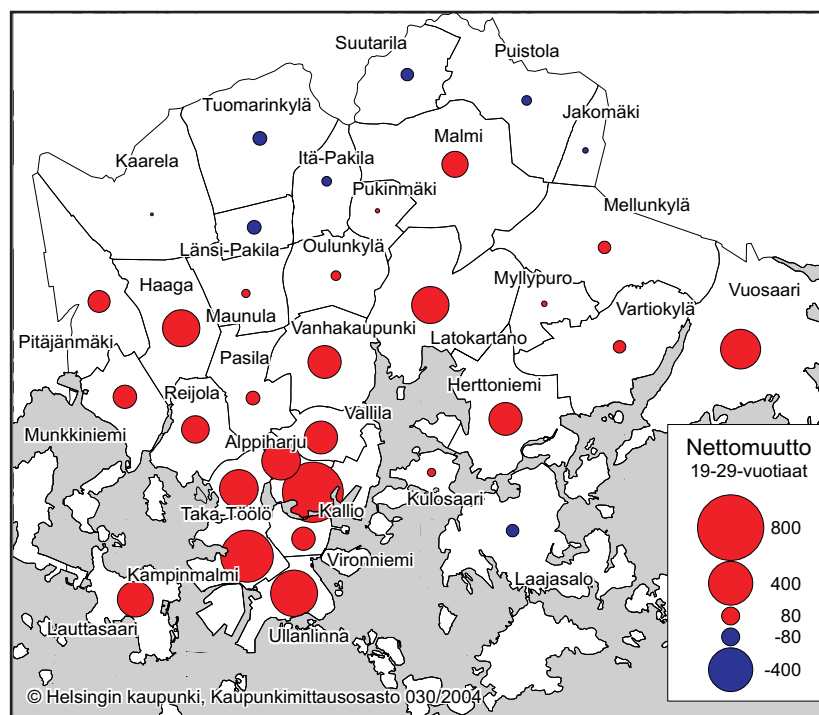 Suutarila
Puistola
Tuomarinkylä
Jakomäki
Malmi
Itä-Pakila
Kaarela
Pukinmäki
Mellunkylä
Länsi-Pakila
Oulunkylä
Haaga
Myllypuro
Vuosaari
Maunula
Vartiokylä
Pitäjänmäki
Vanhakaupunki
Latokartano
Pasila
Herttoniemi
Reijola
Vallila
Munkkiniemi
Alppiharju
Kulosaari
Taka-Töölö
Kallio
Vironniemi
Kampinmalmi
Laajasalo
Lauttasaari
Ullanlinna
Nettomuutto
19-29-vuotiaat
800
400
80
-80
-400
© Helsingin kaupunki, Kaupunkimittausosasto 030/2004